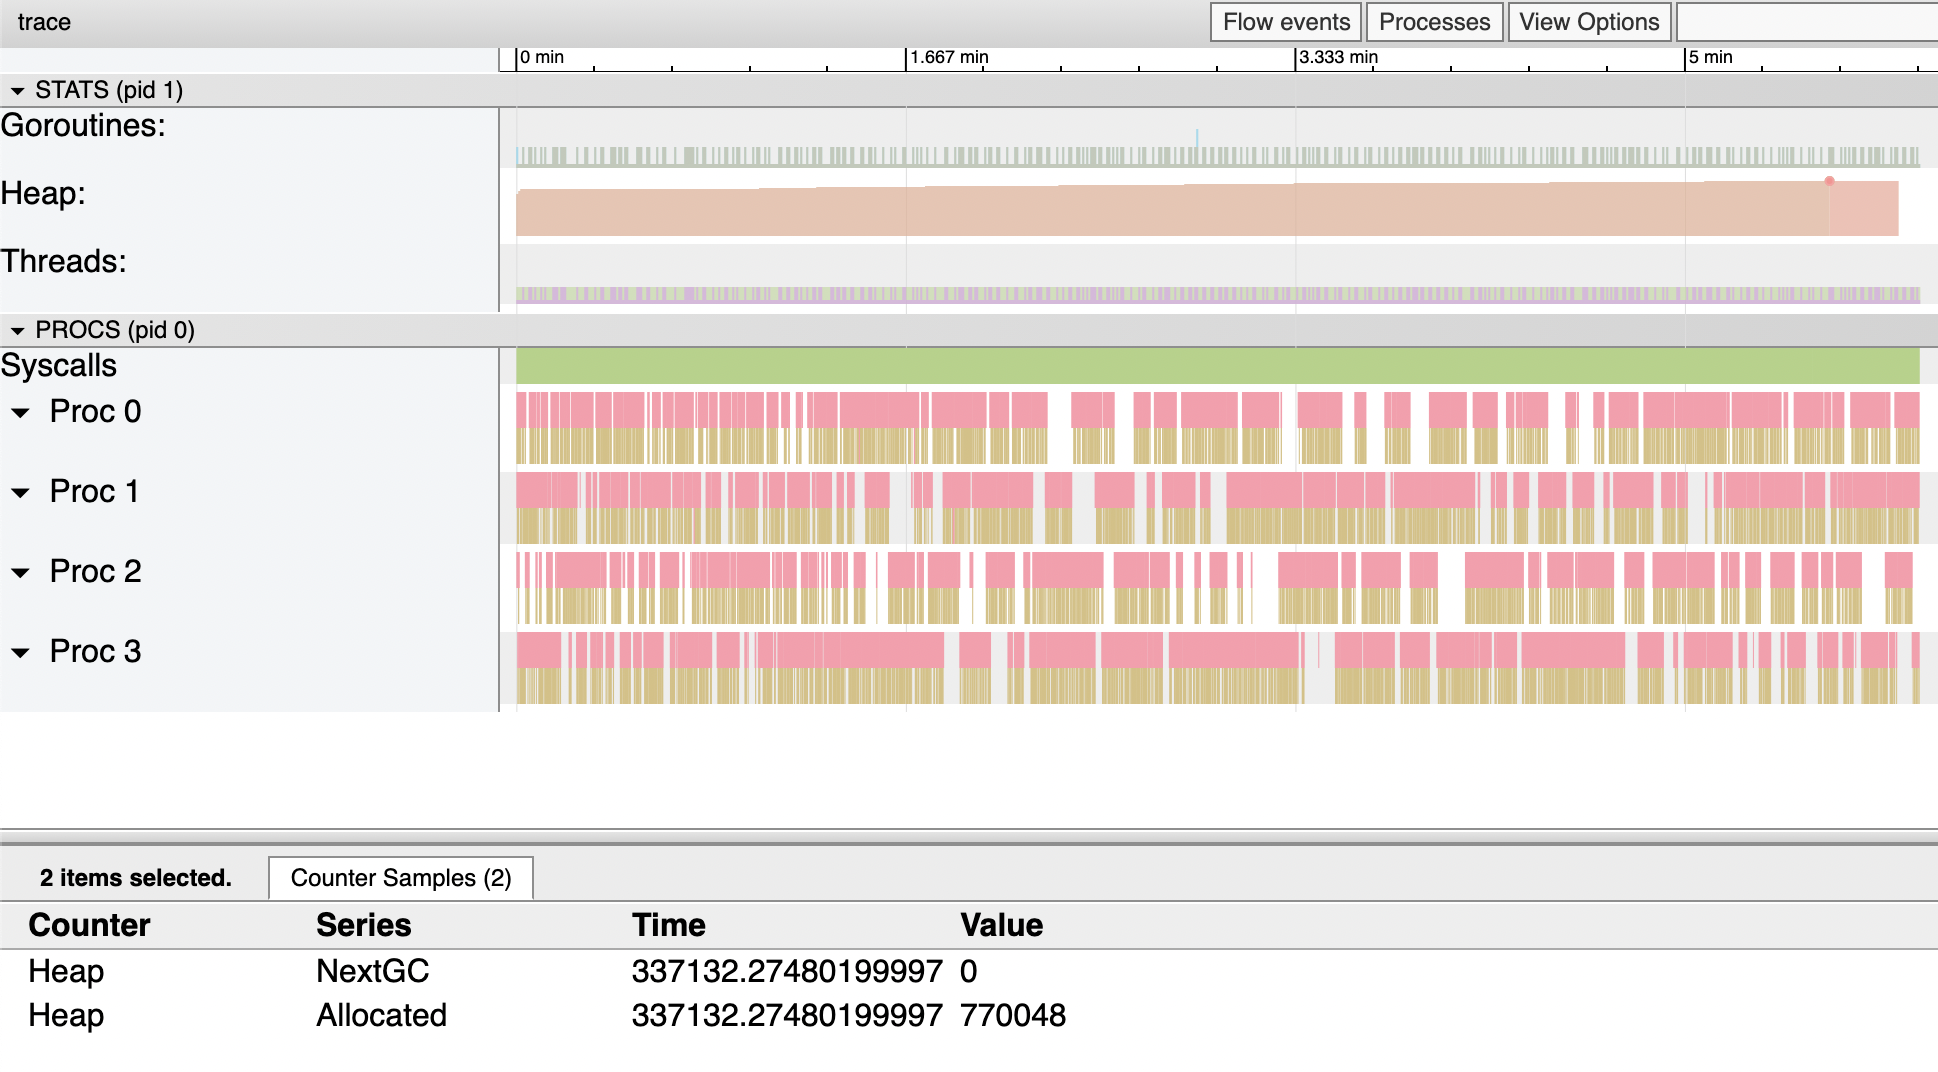 trace Flow events Processes View Options
0 min 1.667 min 3.333 min 5 min
STATS (pid 1)
Goroutines:
Heap:
Threads:
PROCS (pid 0)
Syscalls
Proc 0
Proc 1
Proc 2
Proc 3
2 items selected. Counter Samples (2)
Counter Series Time Value
Heap NextGC 337132.27480199997 0
Heap Allocated 337132.27480199997 770048